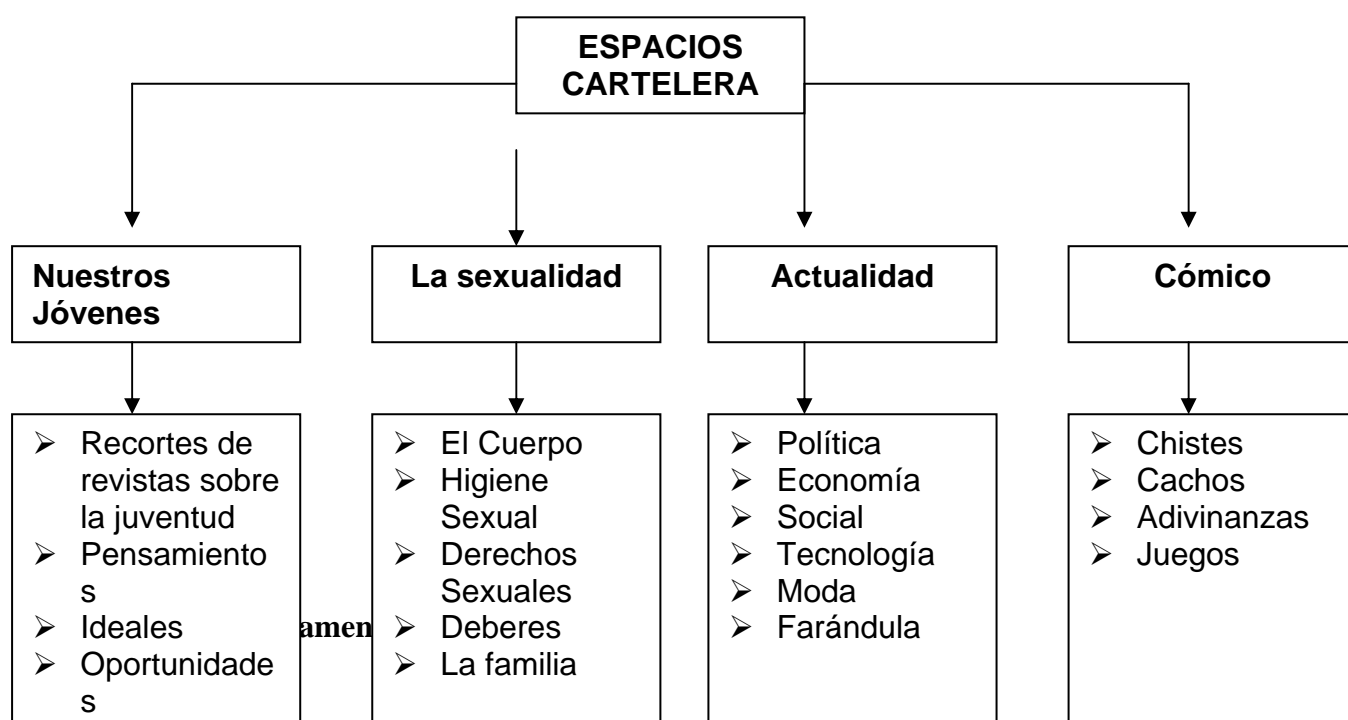 ESPACIOS
CARTELERA
Nuestros
Jóvenes
La sexualidad
Actualidad
Cómico
➢ Recortes de
revistas sobre
la juventud
➢ Pensamiento
s
➢ Ideales
➢ Oportunidade
s
amen
➢ El Cuerpo
➢ Higiene
Sexual
➢ Derechos
Sexuales
➢ Deberes
➢ La familia
➢ Política
➢ Economía
➢ Social
➢ Tecnología
➢ Moda
➢ Farándula
➢ Chistes
➢ Cachos
➢ Adivinanzas
➢ Juegos